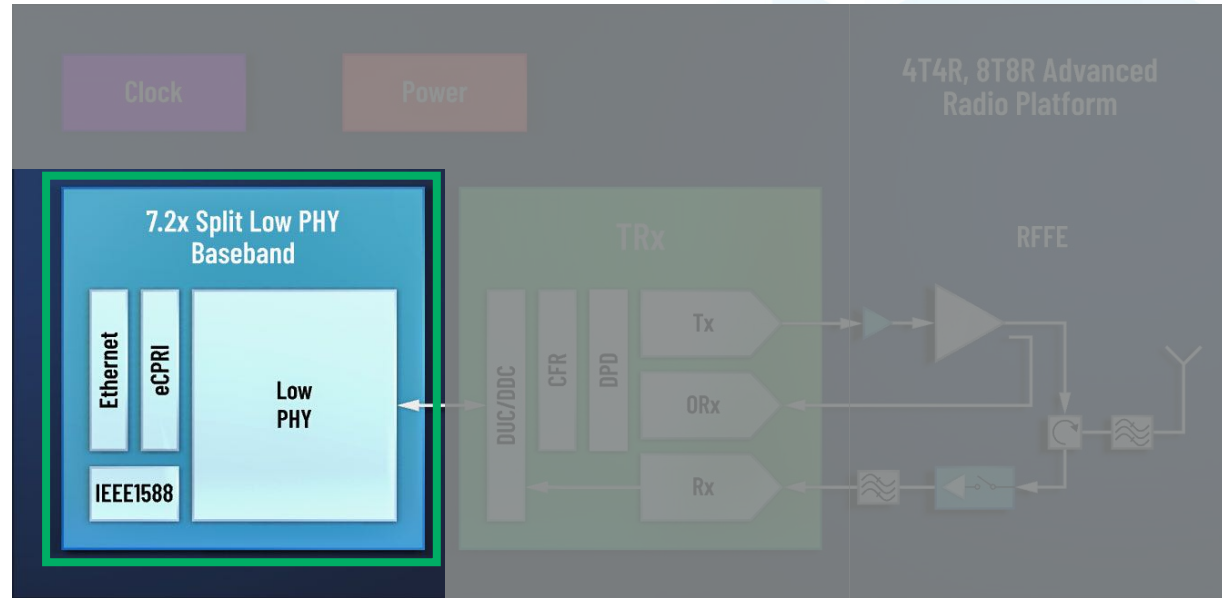 Clock
Power
4T4R, 8T8R Advanced
Radio Platform
7.2x Split Low PHY
Baseband
Ethernet
eCPRI
Low
PHY
IEEE1588
TRx
DUC/DDC
CFR
DPD
Tx
ORx
Rx
RFFE